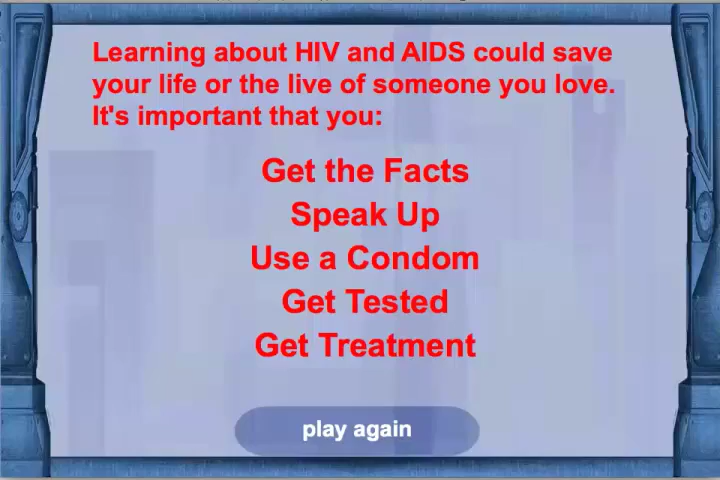 Learning about HIV and AIDS could save
your life or the live of someone you love.
It's important that you:
Get the Facts
Speak Up
Use a Condom
Get Tested
Get Treatment
play again